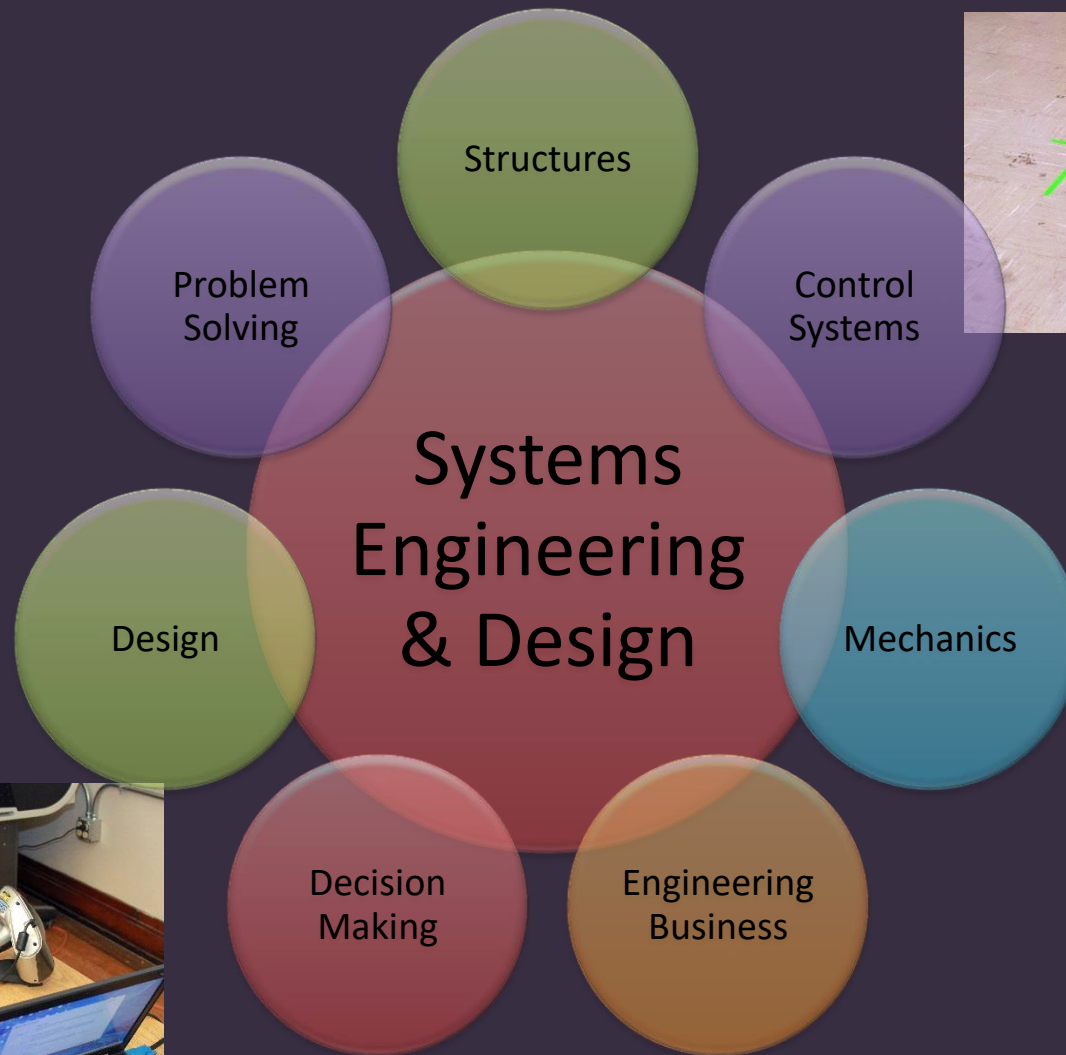 Structures
Problem
Solving
Control
Systems
Systems
Engineering
& Design
Design
Mechanics
Decision
Making
Engineering
Business